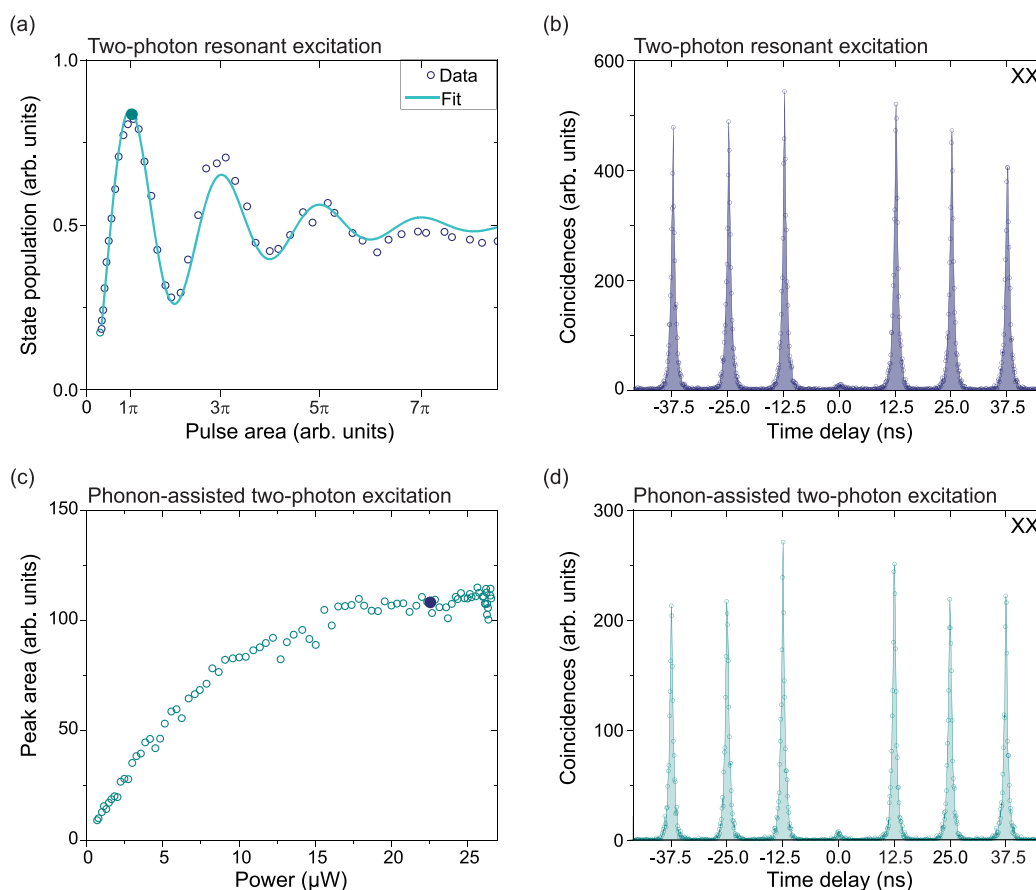 (a)
Two-photon resonant excitation
State population (arb. units)
1.0
0.5
0.0
Data
Fit
0 1π 3π 5π 7π
Pulse area (arb. units)
(b)
Two-photon resonant excitation
XX
Coincidences (arb. units)
600
400
200
0
-37.5 -25.0 -12.5 0.0 12.5 25.0 37.5
Time delay (ns)
(c)
Phonon-assisted two-photon excitation
Peak area (arb. units)
150
100
50
0
0 5 10 15 20 25
Power (µW)
(d)
Phonon-assisted two-photon excitation
XX
Coincidences (arb. units)
300
200
100
0
-37.5 -25.0 -12.5 0.0 12.5 25.0 37.5
Time delay (ns)